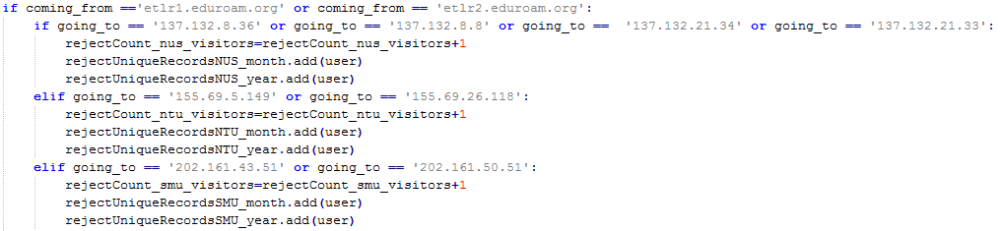 if coming_from =='etlr1.eduroam.org' or coming_from == 'etlr2.eduroam.org':
    if going_to == '137.132.8.36' or going_to == '137.132.8.8' or going_to ==  '137.132.21.34' or going_to == '137.132.21.33':
        rejectCount_nus_visitors=rejectCount_nus_visitors+1
        rejectUniqueRecordsNUS_month.add(user)
        rejectUniqueRecordsNUS_year.add(user)
    elif going_to == '155.69.5.149' or going_to == '155.69.26.118':
        rejectCount_ntu_visitors=rejectCount_ntu_visitors+1
        rejectUniqueRecordsNTU_month.add(user)
        rejectUniqueRecordsNTU_year.add(user)
    elif going_to == '202.161.43.51' or going_to == '202.161.50.51':
        rejectCount_smu_visitors=rejectCount_smu_visitors+1
        rejectUniqueRecordsSMU_month.add(user)
        rejectUniqueRecordsSMU_year.add(user)